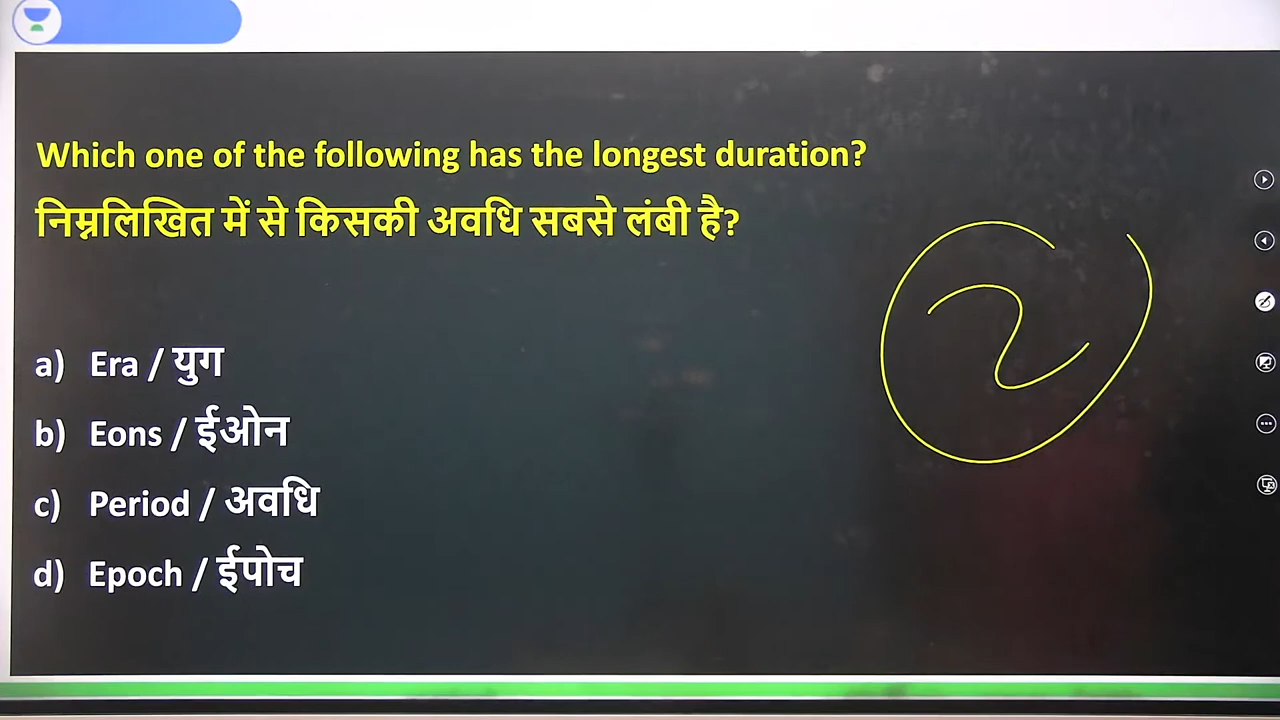 Which one of the following has the longest duration?
निम्नलिखित में से किसकी अवधि सबसे लंबी है?
2
a) Era / युग
b) Eons / ईओन
c) Period / अवधि
d) Epoch / ईपोच